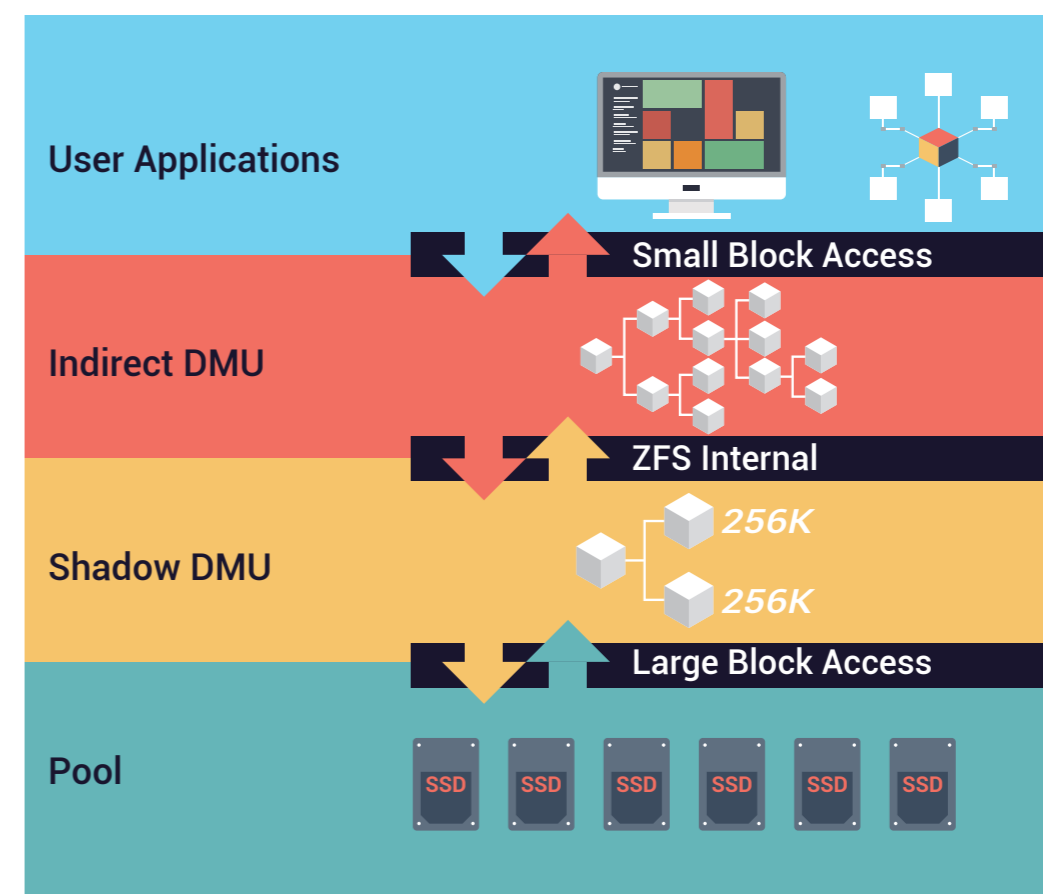 User Applications
Small Block Access
Indirect DMU
ZFS Internal
256K
Shadow DMU
256K
Large Block Access
Pool
SSD SSD SSD SSD SSD SSD